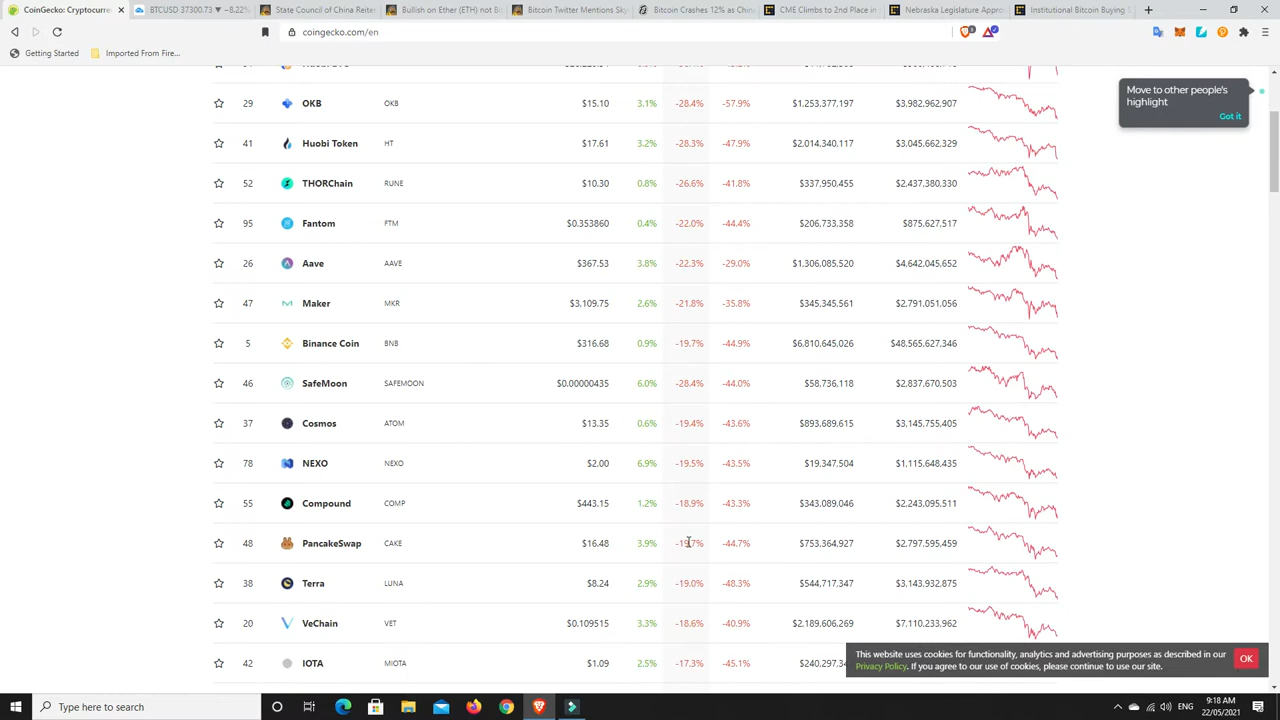 CoinGecko: Cryptocurrenc
BTCUSD 37300.73 ▼ −8.22%
State Council of China Reiter
Bullish on Ether (ETH) not Bi
Bitcoin Twitter Mentions Sky
Bitcoin Crashes 12% as China
CME Climbs to 2nd Place in
Nebraska Legislature Appro
Institutional Bitcoin Buying
coingecko.com/en
Getting Started
Imported From Fire...
Move to other people's
highlight
Got it
29 OKB OKB $15.10 3.1% -28.4% -57.9% $1,253,377,197 $3,982,962,907
41 Huobi Token HT $17.61 3.2% -28.3% -47.9% $2,014,340,117 $3,045,662,329
52 THORChain RUNE $10.30 0.8% -26.6% -41.8% $337,950,455 $2,437,380,330
95 Fantom FTM $0.353860 0.4% -22.0% -44.4% $206,733,358 $875,627,517
26 Aave AAVE $367.53 3.8% -22.3% -29.0% $1,306,085,520 $4,642,045,652
47 Maker MKR $3,109.75 2.6% -21.8% -35.8% $345,345,561 $2,791,051,056
5 Binance Coin BNB $316.68 0.9% -19.7% -44.9% $6,810,645,026 $48,565,627,346
46 SafeMoon SAFEMOON $0.00000435 6.0% -28.4% -44.0% $58,736,118 $2,837,670,503
37 Cosmos ATOM $13.35 0.6% -19.4% -43.6% $893,689,615 $3,145,755,405
78 NEXO NEXO $2.00 6.9% -19.5% -43.5% $19,347,504 $1,115,648,435
55 Compound COMP $443.15 1.2% -18.9% -43.3% $343,089,046 $2,243,095,511
48 PancakeSwap CAKE $16.48 3.9% -19.7% -44.7% $753,364,927 $2,797,595,459
38 Terra LUNA $8.24 2.9% -19.0% -48.3% $544,717,347 $3,143,932,875
20 VeChain VET $0.109515 3.3% -18.6% -40.9% $2,189,606,269 $7,110,233,962
42 IOTA MIOTA $1.09 2.5% -17.3% -45.1% $240,297,34
This website uses cookies for functionality, analytics and advertising purposes as described in our
Privacy Policy. If you agree to our use of cookies, please continue to use our site.
OK
Type here to search
ENG
9:18 AM
22/05/2021